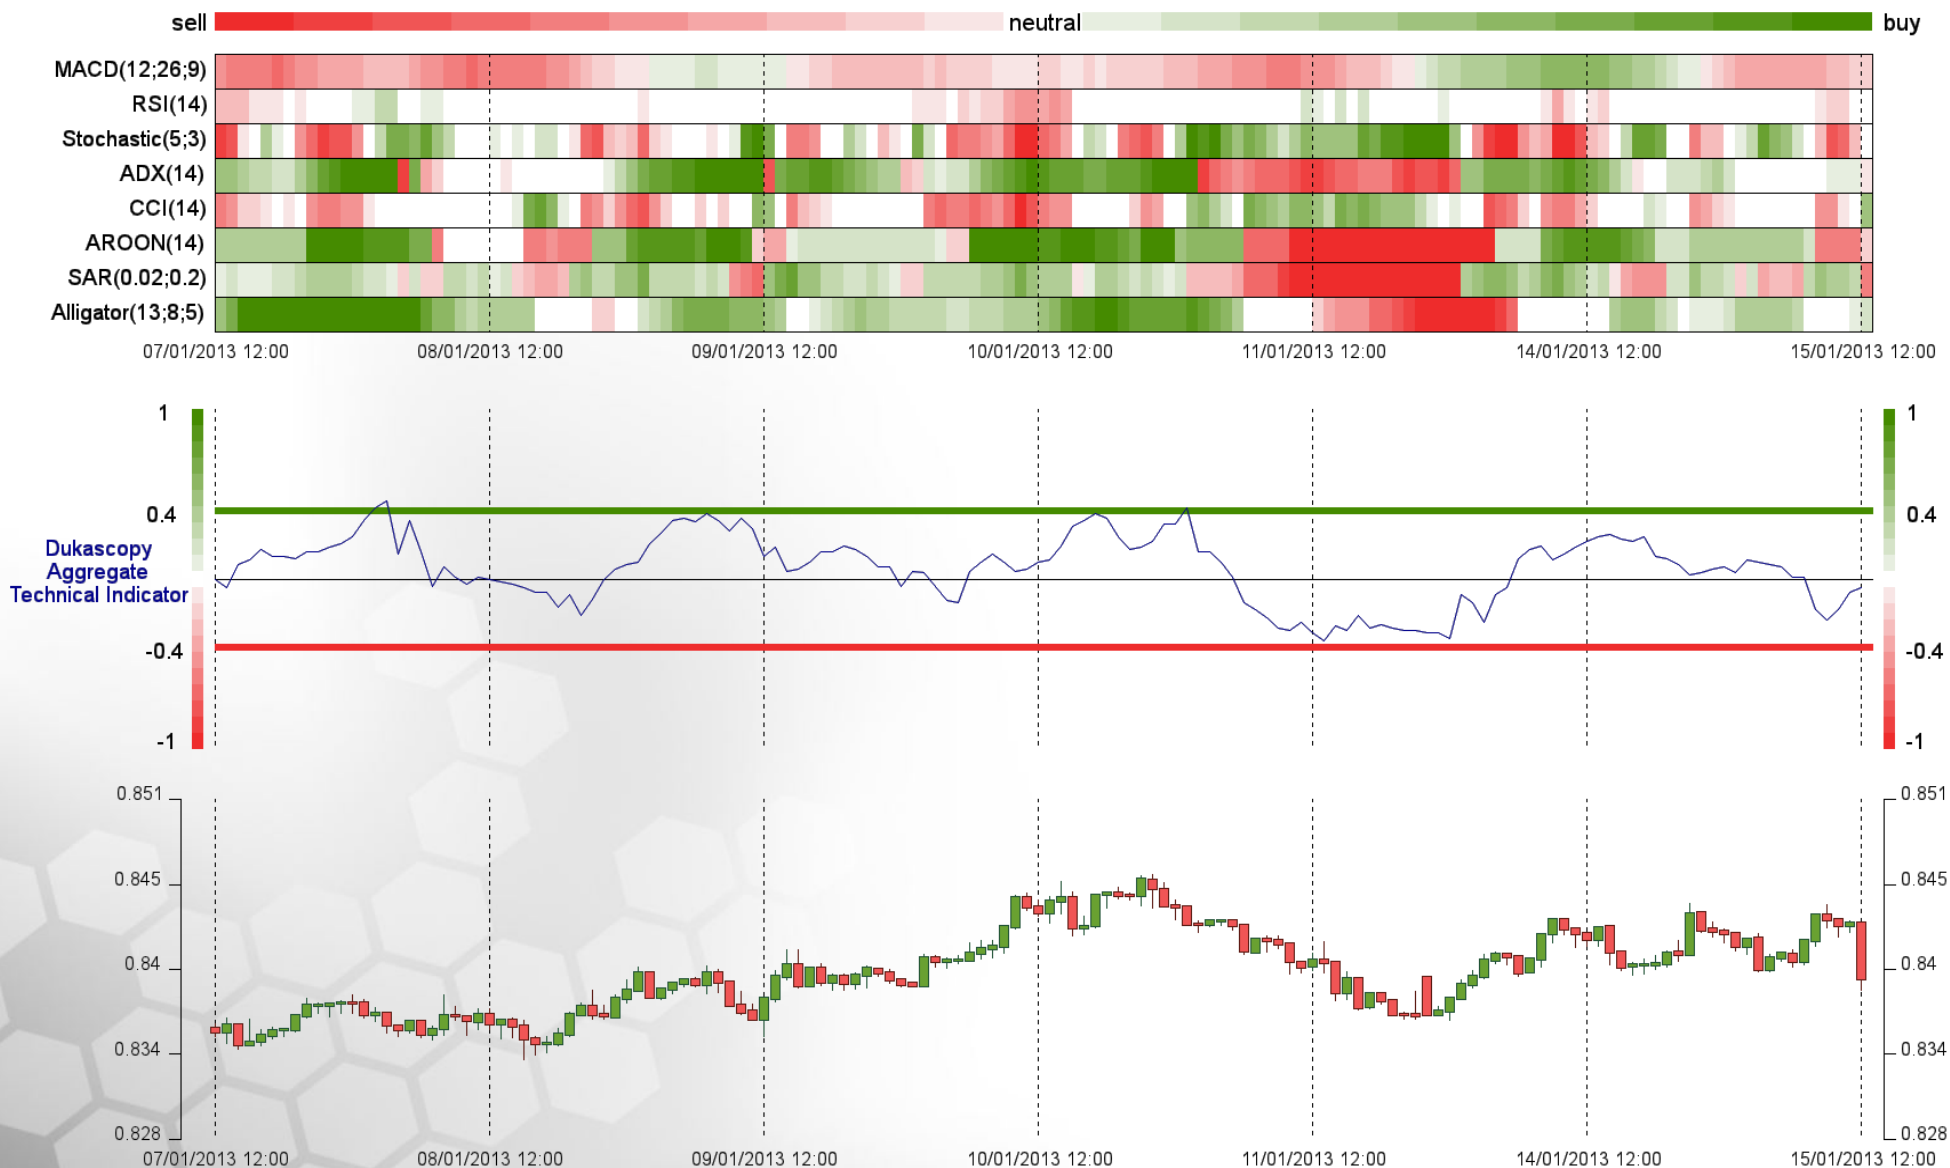 sell neutral buy
MACD(12;26;9)
RSI(14)
Stochastic(5;3)
ADX(14)
CCI(14)
AROON(14)
SAR(0.02;0.2)
Alligator(13;8;5)
07/01/2013 12:00 08/01/2013 12:00 09/01/2013 12:00 10/01/2013 12:00 11/01/2013 12:00 14/01/2013 12:00 15/01/2013 12:00
1 1
0.4 0.4
Dukascopy
Aggregate
Technical Indicator
-0.4 -0.4
-1 -1
0.851 0.851
0.845 0.845
0.84 0.84
0.834 0.834
0.828 0.828
07/01/2013 12:00 08/01/2013 12:00 09/01/2013 12:00 10/01/2013 12:00 11/01/2013 12:00 14/01/2013 12:00 15/01/2013 12:00